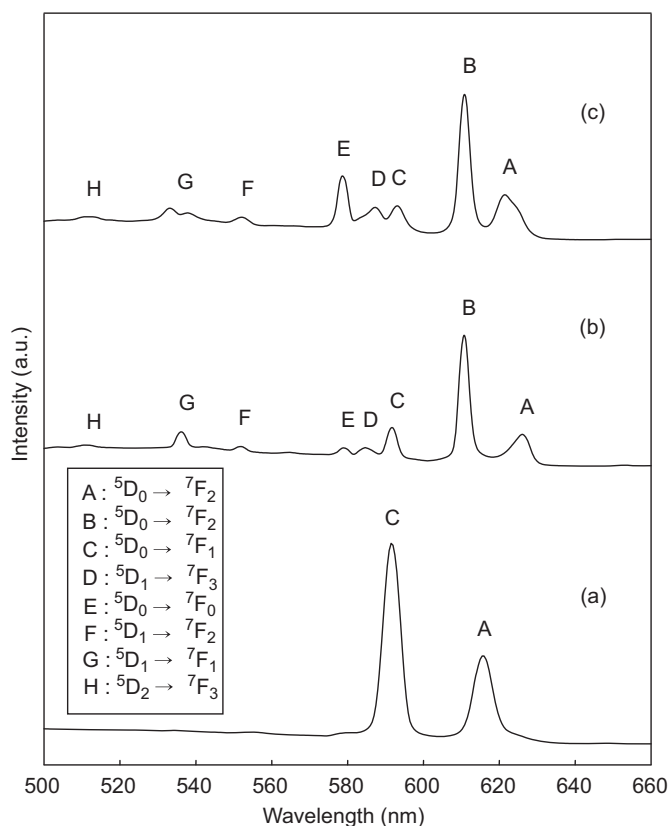 B
(c)
E
A
D
C
G
H
F
B
(b)
C
G
A
H
F
E
D
C
(a)
A
A : ⁵D₀ → ⁷F₂
B : ⁵D₀ → ⁷F₂
C : ⁵D₀ → ⁷F₁
D : ⁵D₁ → ⁷F₃
E : ⁵D₀ → ⁷F₀
F : ⁵D₁ → ⁷F₂
G : ⁵D₁ → ⁷F₁
H : ⁵D₂ → ⁷F₃
Intensity (a.u.)
500 520 540 560 580 600 620 640 660
Wavelength (nm)